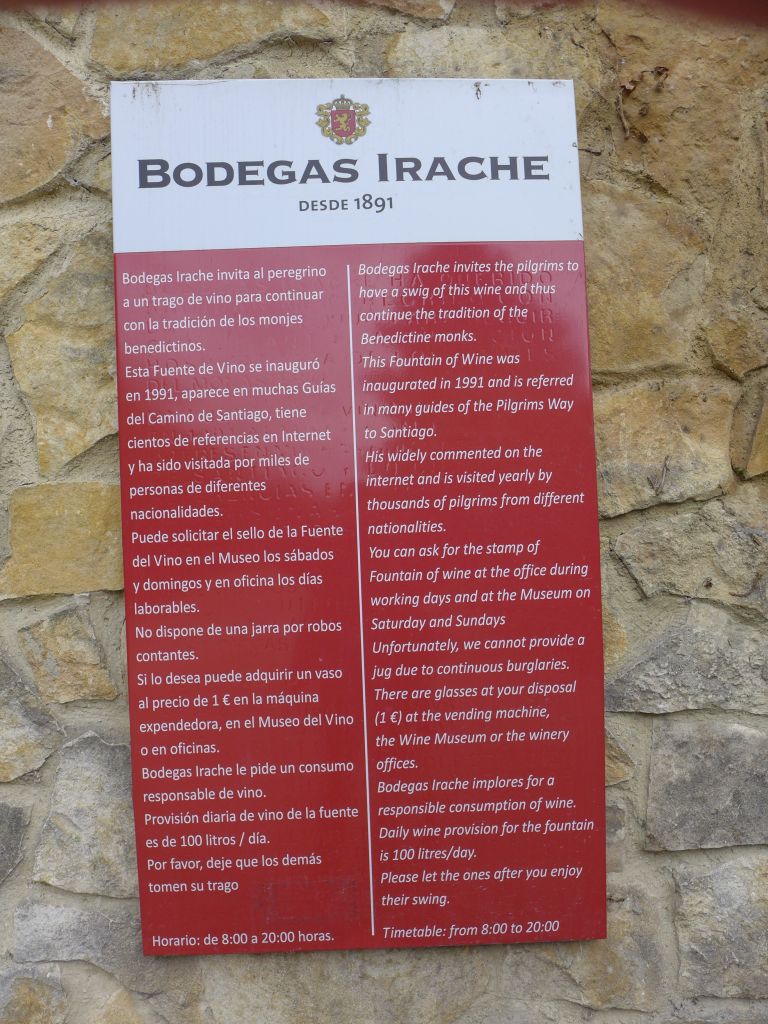 BODEGAS IRACHE
DESDE 1891
Bodegas Irache invita al peregrino
a un trago de vino para continuar
con la tradición de los monjes
benedictinos.
Esta Fuente de Vino se inauguró
en 1991, aparece en muchas Guías
del Camino de Santiago, tiene
cientos de referencias en Internet
y ha sido visitada por miles de
personas de diferentes
nacionalidades.
Puede solicitar el sello de la Fuente
del Vino en el Museo los sábados
y domingos y en oficina los días
laborables.
No dispone de una jarra por robos
contantes.
Si lo desea puede adquirir un vaso
al precio de 1 € en la máquina
expendedora, en el Museo del Vino
o en oficinas.
Bodegas Irache le pide un consumo
responsable de vino.
Provisión diaria de vino de la fuente
es de 100 litros / día.
Por favor, deje que los demás
tomen su trago
Horario: de 8:00 a 20:00 horas.
Bodegas Irache invites the pilgrims to
have a swig of this wine and thus
continue the tradition of the
Benedictine monks.
This Fountain of Wine was
inaugurated in 1991 and is referred
in many guides of the Pilgrims Way
to Santiago.
His widely commented on the
internet and is visited yearly by
thousands of pilgrims from different
nationalities.
You can ask for the stamp of
Fountain of wine at the office during
working days and at the Museum on
Saturday and Sundays
Unfortunately, we cannot provide a
jug due to continuous burglaries.
There are glasses at your disposal
(1 €) at the vending machine,
the Wine Museum or the winery
offices.
Bodegas Irache implores for a
responsible consumption of wine.
Daily wine provision for the fountain
is 100 litres/day.
Please let the ones after you enjoy
their swing.
Timetable: from 8:00 to 20:00